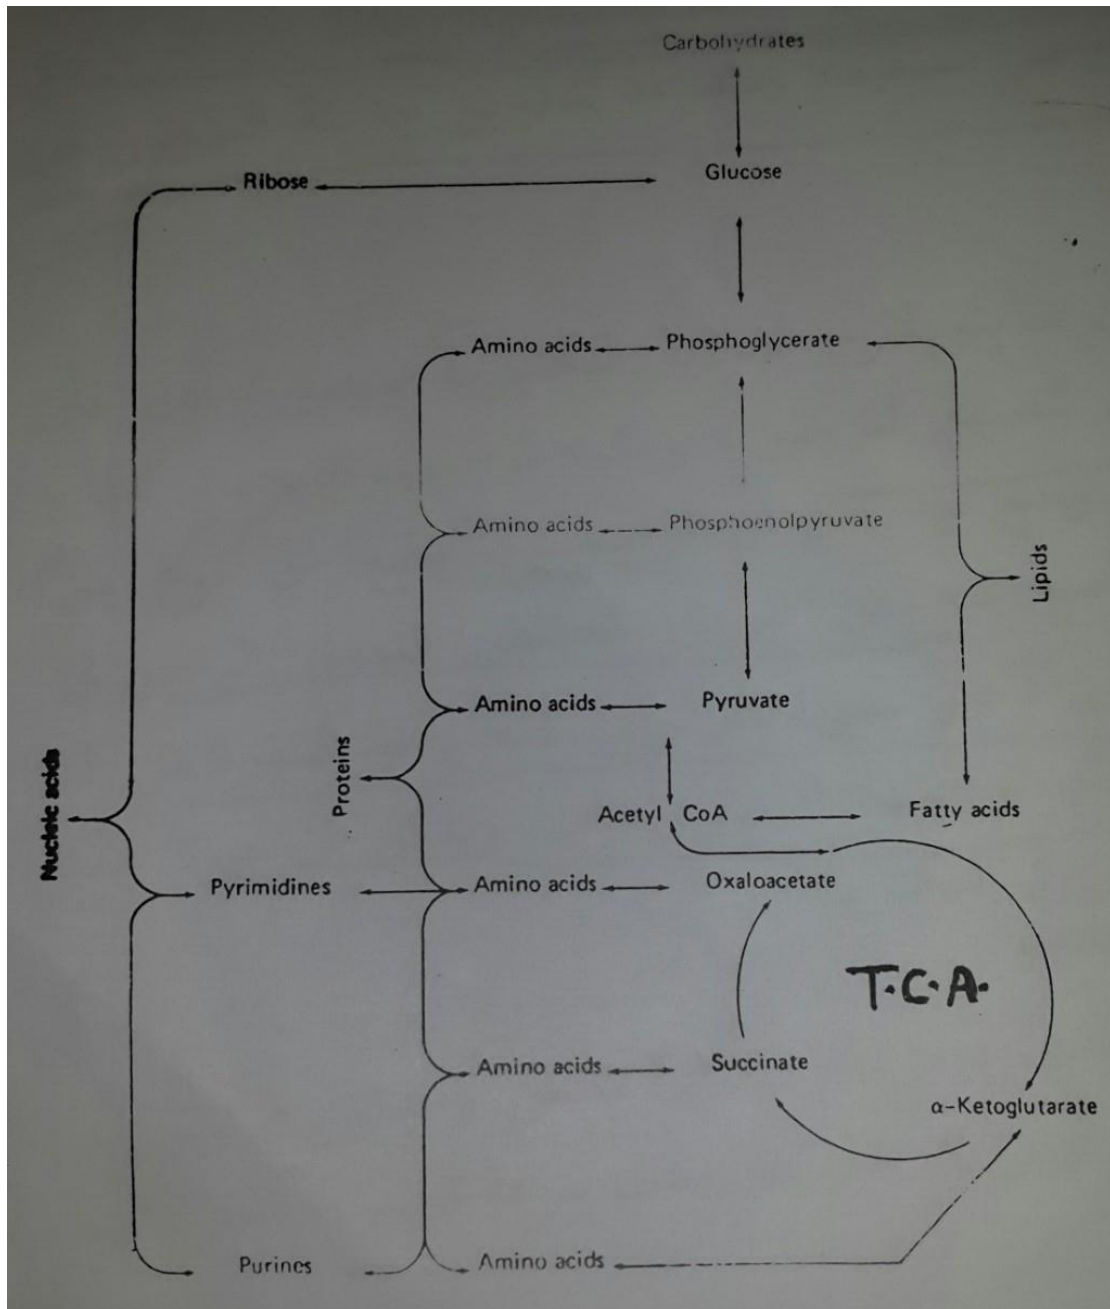 Carbohydrates
Ribose
Glucose
Amino acids
Phosphoglycerate
Amino acids
Phosphoenolpyruvate
Lipids
Amino acids
Pyruvate
Nucleic acids
Proteins
Acetyl CoA
Fatty acids
Pyrimidines
Amino acids
Oxaloacetate
T.C.A.
Amino acids
Succinate
α-Ketoglutarate
Purines
Amino acids